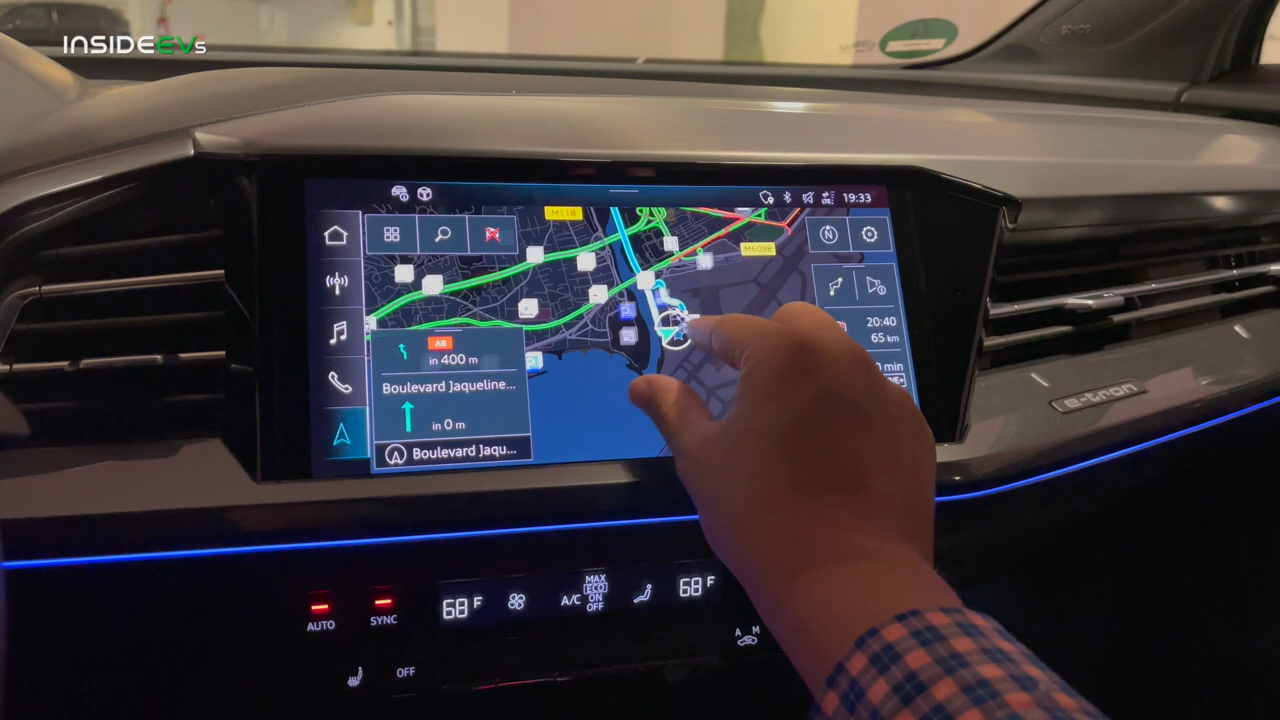 INSIDEEVs
SONOS
19:33
M118
M6098
A8
in 400 m
Boulevard Jaqueline...
in 0 m
Boulevard Jaqu...
20:40
65 km
min
e-tron
AUTO
SYNC
68 F
A/C
MAX
ECO
ON
OFF
68 F
A M
OFF